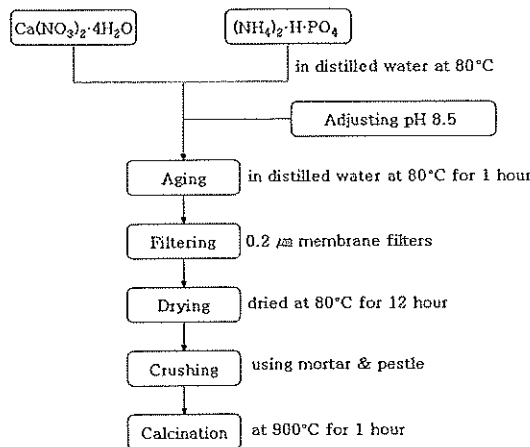 Ca(NO₃)₂·4H₂O
(NH₄)₂·H·PO₄
in distilled water at 80°C
Adjusting pH 8.5
Aging
in distilled water at 80°C for 1 hour
Filtering
0.2 ㎛ membrane filters
Drying
dried at 80°C for 12 hour
Crushing
using mortar & pestle
Calcination
at 900°C for 1 hour